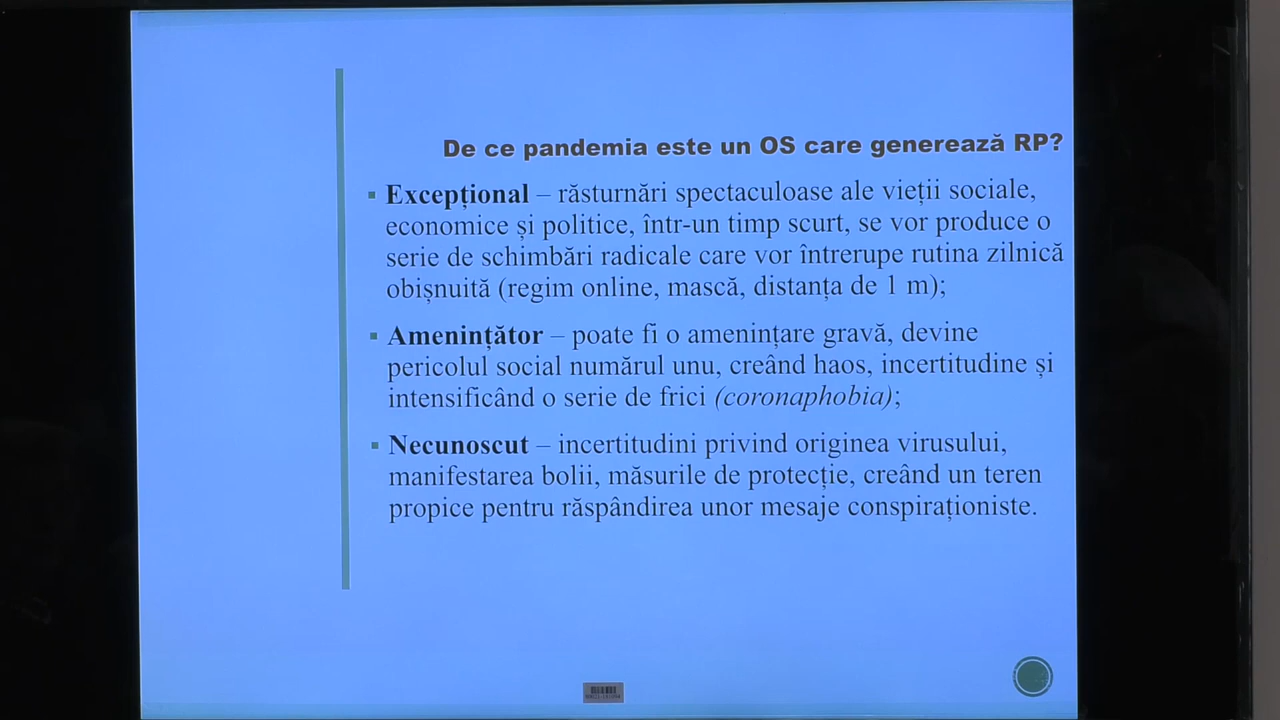 De ce pandemia este un OS care generează RP?
▪ Excepțional – răsturnări spectaculoase ale vieții sociale,
economice și politice, într-un timp scurt, se vor produce o
serie de schimbări radicale care vor întrerupe rutina zilnică
obișnuită (regim online, mască, distanța de 1 m);
▪ Amenințător – poate fi o amenințare gravă, devine
pericolul social numărul unu, creând haos, incertitudine și
intensificând o serie de frici (coronaphobia);
▪ Necunoscut – incertitudini privind originea virusului,
manifestarea bolii, măsurile de protecție, creând un teren
propice pentru răspândirea unor mesaje conspiraționiste.